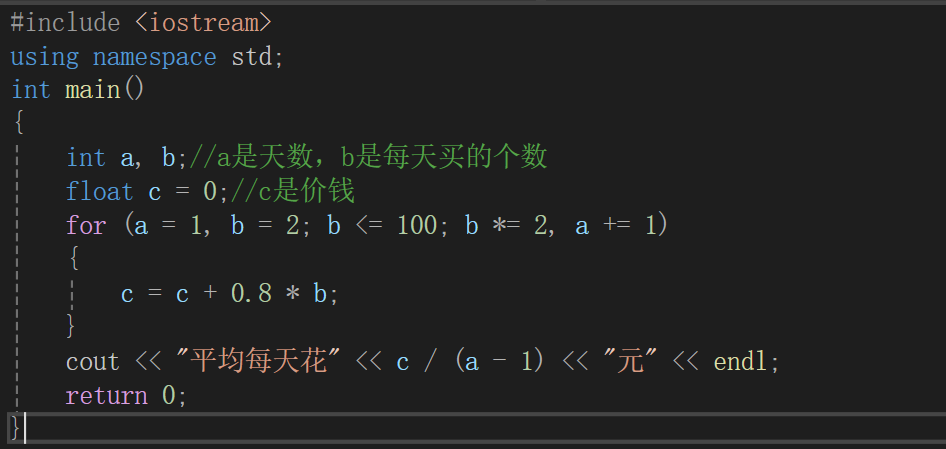 #include <iostream>
using namespace std;
int main()
{
int a, b;//a是天数，b是每天买的个数
float c = 0;//c是价钱
for (a = 1, b = 2; b <= 100; b *= 2, a += 1)
{
c = c + 0.8 * b;
}
cout << "平均每天花" << c / (a - 1) << "元" << endl;
return 0;
}